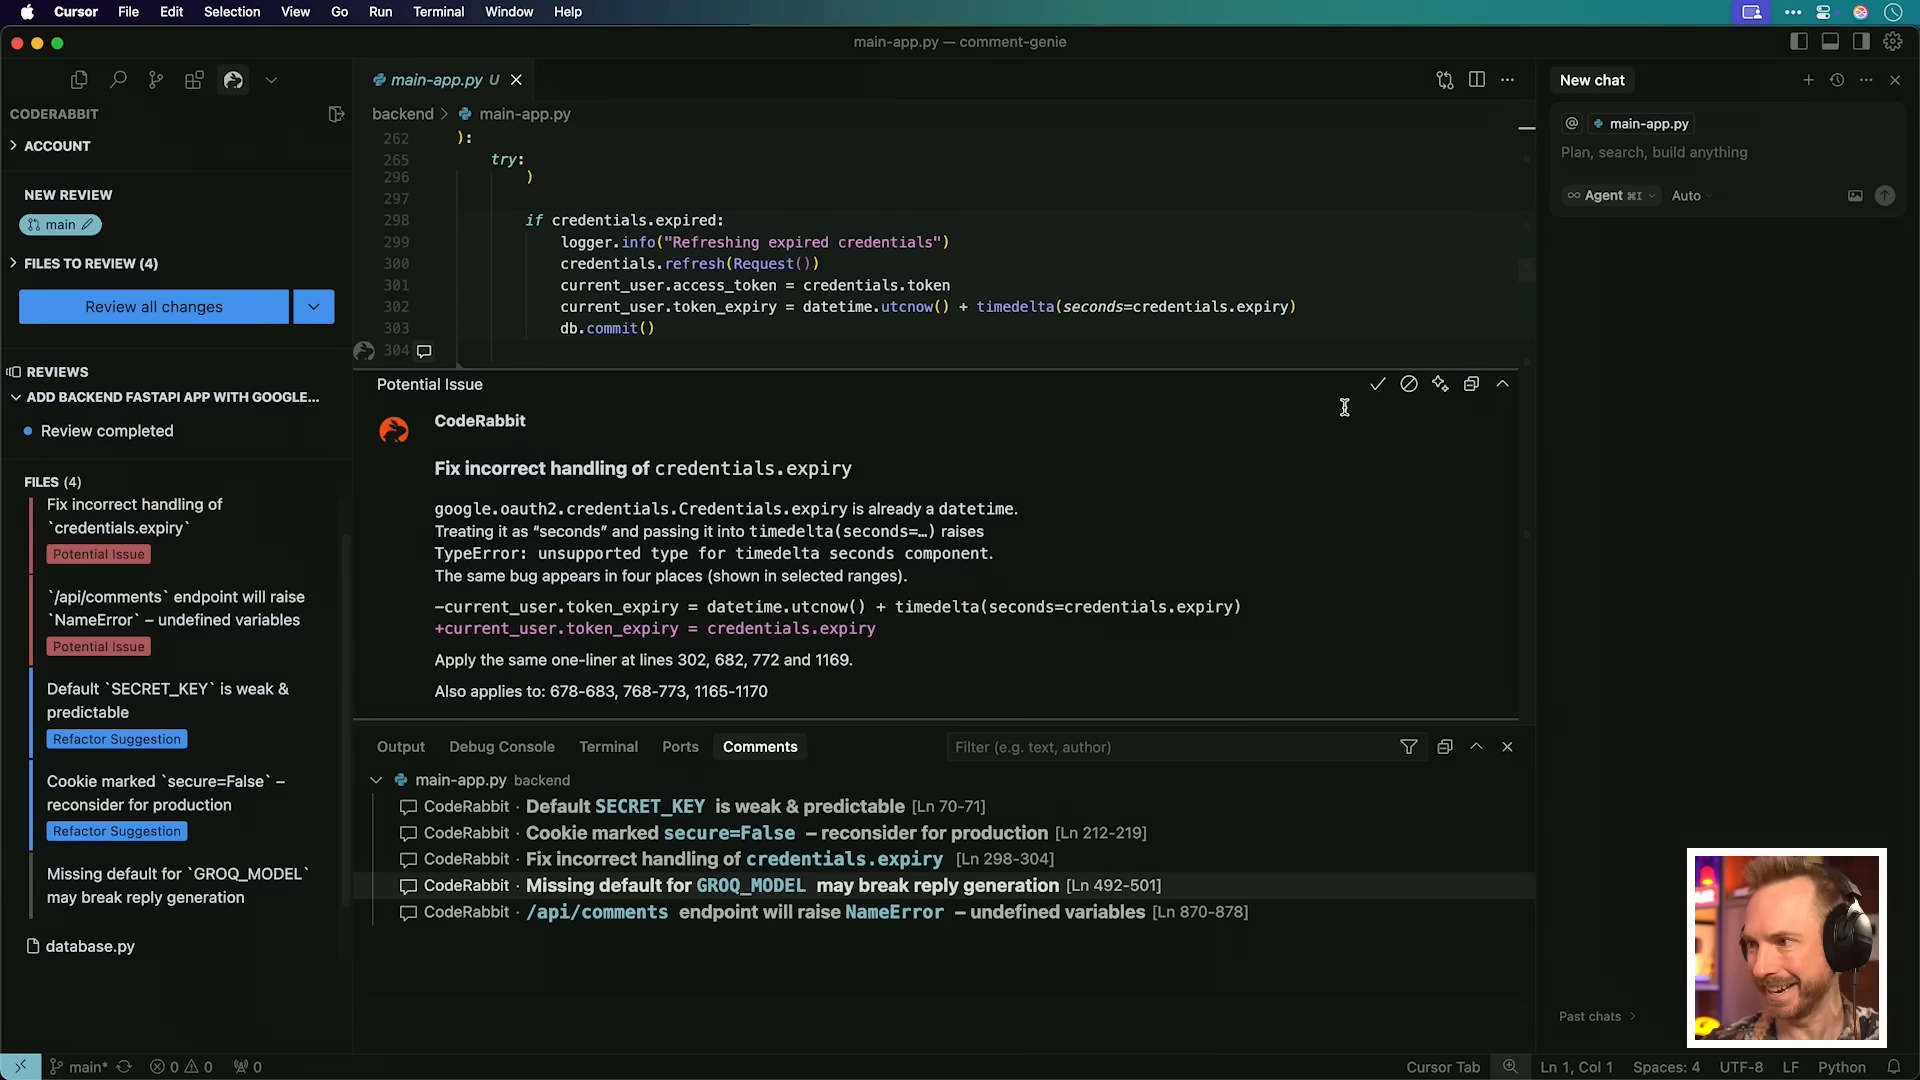 Cursor File Edit Selection View Go Run Terminal Window Help
main-app.py — comment-genie
CODERABBIT
ACCOUNT
NEW REVIEW
main
FILES TO REVIEW (4)
Review all changes
REVIEWS
ADD BACKEND FASTAPI APP WITH GOOGLE...
Review completed
FILES (4)
Fix incorrect handling of
`credentials.expiry`
Potential Issue
`/api/comments` endpoint will raise
`NameError` – undefined variables
Potential Issue
Default `SECRET_KEY` is weak &
predictable
Refactor Suggestion
Cookie marked `secure=False` –
reconsider for production
Refactor Suggestion
Missing default for `GROQ_MODEL`
may break reply generation
database.py
main-app.py U
backend > main-app.py
262 ):
265 try:
296 )
297
298 if credentials.expired:
299 logger.info("Refreshing expired credentials")
300 credentials.refresh(Request())
301 current_user.access_token = credentials.token
302 current_user.token_expiry = datetime.utcnow() + timedelta(seconds=credentials.expiry)
303 db.commit()
304
Potential Issue
CodeRabbit
Fix incorrect handling of credentials.expiry
google.oauth2.credentials.Credentials.expiry is already a datetime.
Treating it as “seconds” and passing it into timedelta(seconds=…) raises
TypeError: unsupported type for timedelta seconds component.
The same bug appears in four places (shown in selected ranges).
-current_user.token_expiry = datetime.utcnow() + timedelta(seconds=credentials.expiry)
+current_user.token_expiry = credentials.expiry
Apply the same one-liner at lines 302, 682, 772 and 1169.
Also applies to: 678-683, 768-773, 1165-1170
Output Debug Console Terminal Ports Comments
Filter (e.g. text, author)
main-app.py backend
CodeRabbit · Default SECRET_KEY is weak & predictable [Ln 70-71]
CodeRabbit · Cookie marked secure=False – reconsider for production [Ln 212-219]
CodeRabbit · Fix incorrect handling of credentials.expiry [Ln 298-304]
CodeRabbit · Missing default for GROQ_MODEL may break reply generation [Ln 492-501]
CodeRabbit · /api/comments endpoint will raise NameError – undefined variables [Ln 870-878]
New chat
@ main-app.py
Plan, search, build anything
∞ Agent ⌘I Auto
Past chats >
main* 0 0 0
Cursor Tab Ln 1, Col 1 Spaces: 4 UTF-8 LF Python